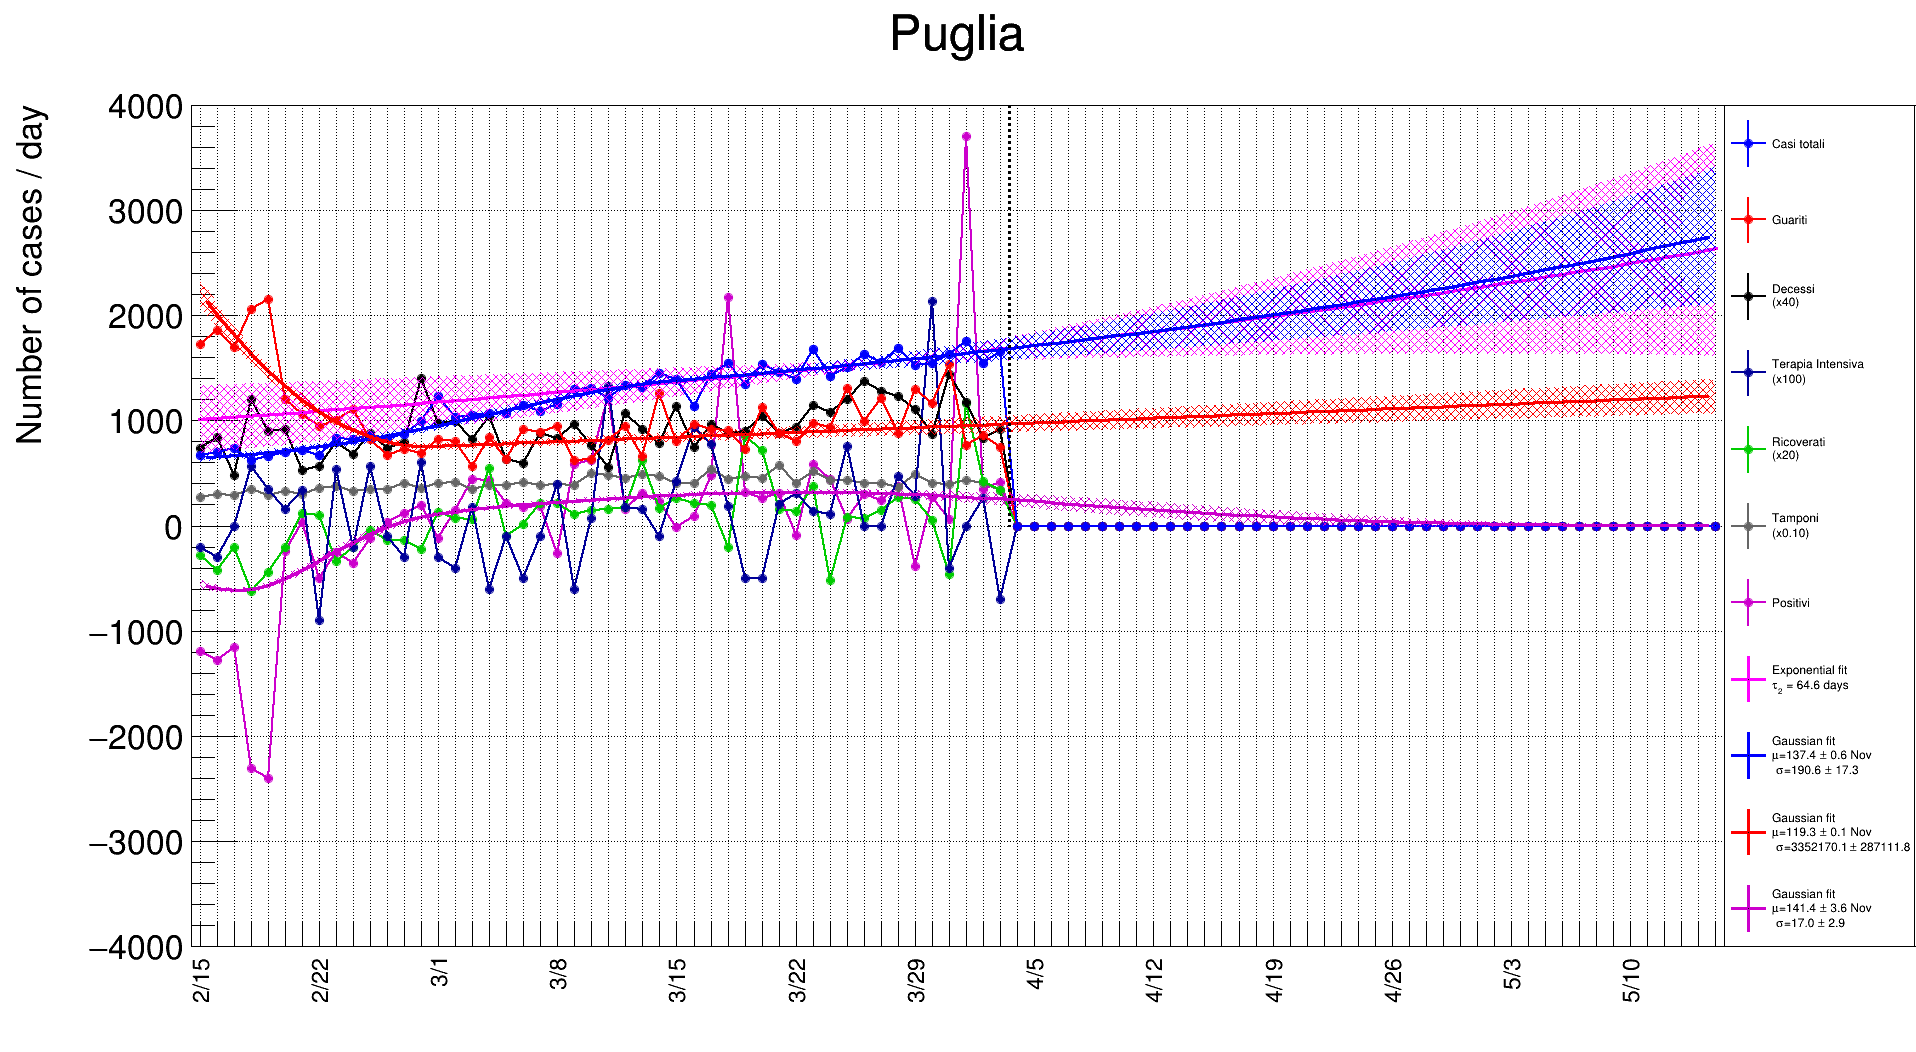 Puglia
Number of cases / day
4000
3000
2000
1000
0
−1000
−2000
−3000
−4000
2/15
2/22
3/1
3/8
3/15
3/22
3/29
4/5
4/12
4/19
4/26
5/3
5/10
Casi totali
Guariti
Decessi
(x40)
Terapia Intensiva
(x100)
Ricoverati
(x20)
Tamponi
(x0.10)
Positivi
Exponential fit
τ2 = 64.6 days
Gaussian fit
μ=137.4 ± 0.6 Nov
σ=190.6 ± 17.3
Gaussian fit
μ=119.3 ± 0.1 Nov
σ=3352170.1 ± 287111.8
Gaussian fit
μ=141.4 ± 3.6 Nov
σ=17.0 ± 2.9